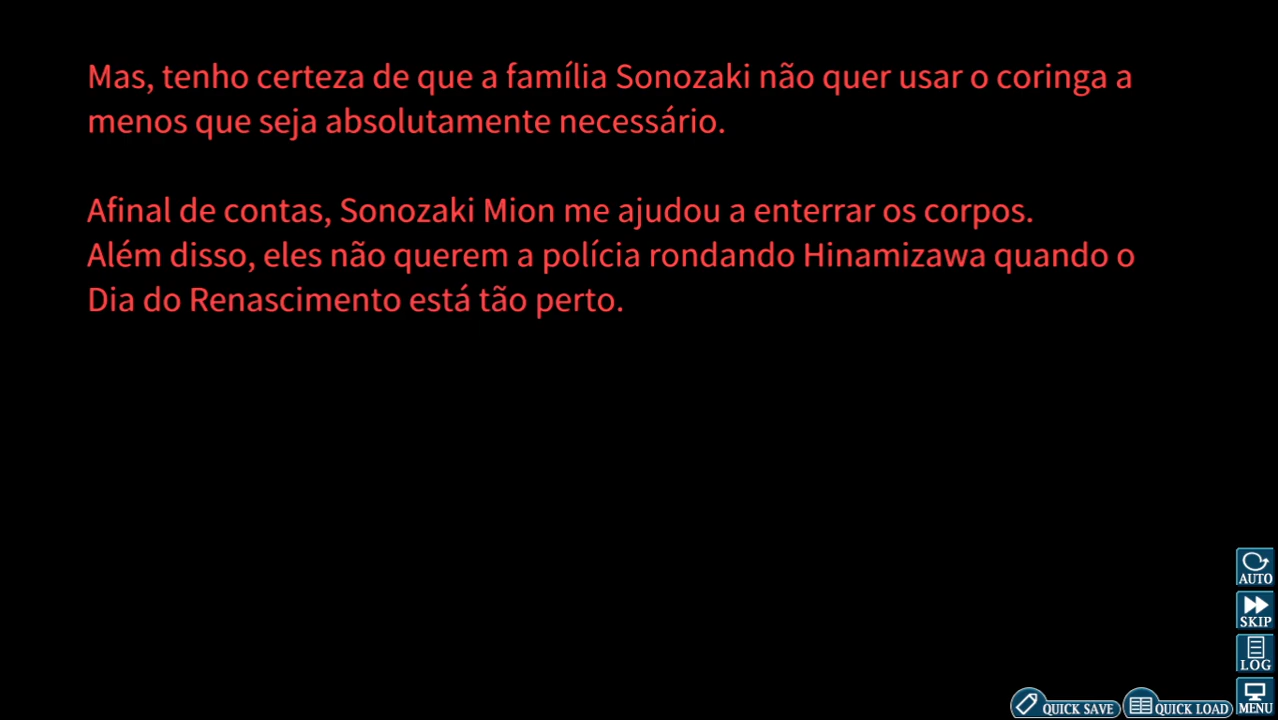 Mas, tenho certeza de que a família Sonozaki não quer usar o coringa a
menos que seja absolutamente necessário.
Afinal de contas, Sonozaki Mion me ajudou a enterrar os corpos.
Além disso, eles não querem a polícia rondando Hinamizawa quando o
Dia do Renascimento está tão perto.
AUTO
SKIP
LOG
QUICK SAVE
QUICK LOAD
MENU